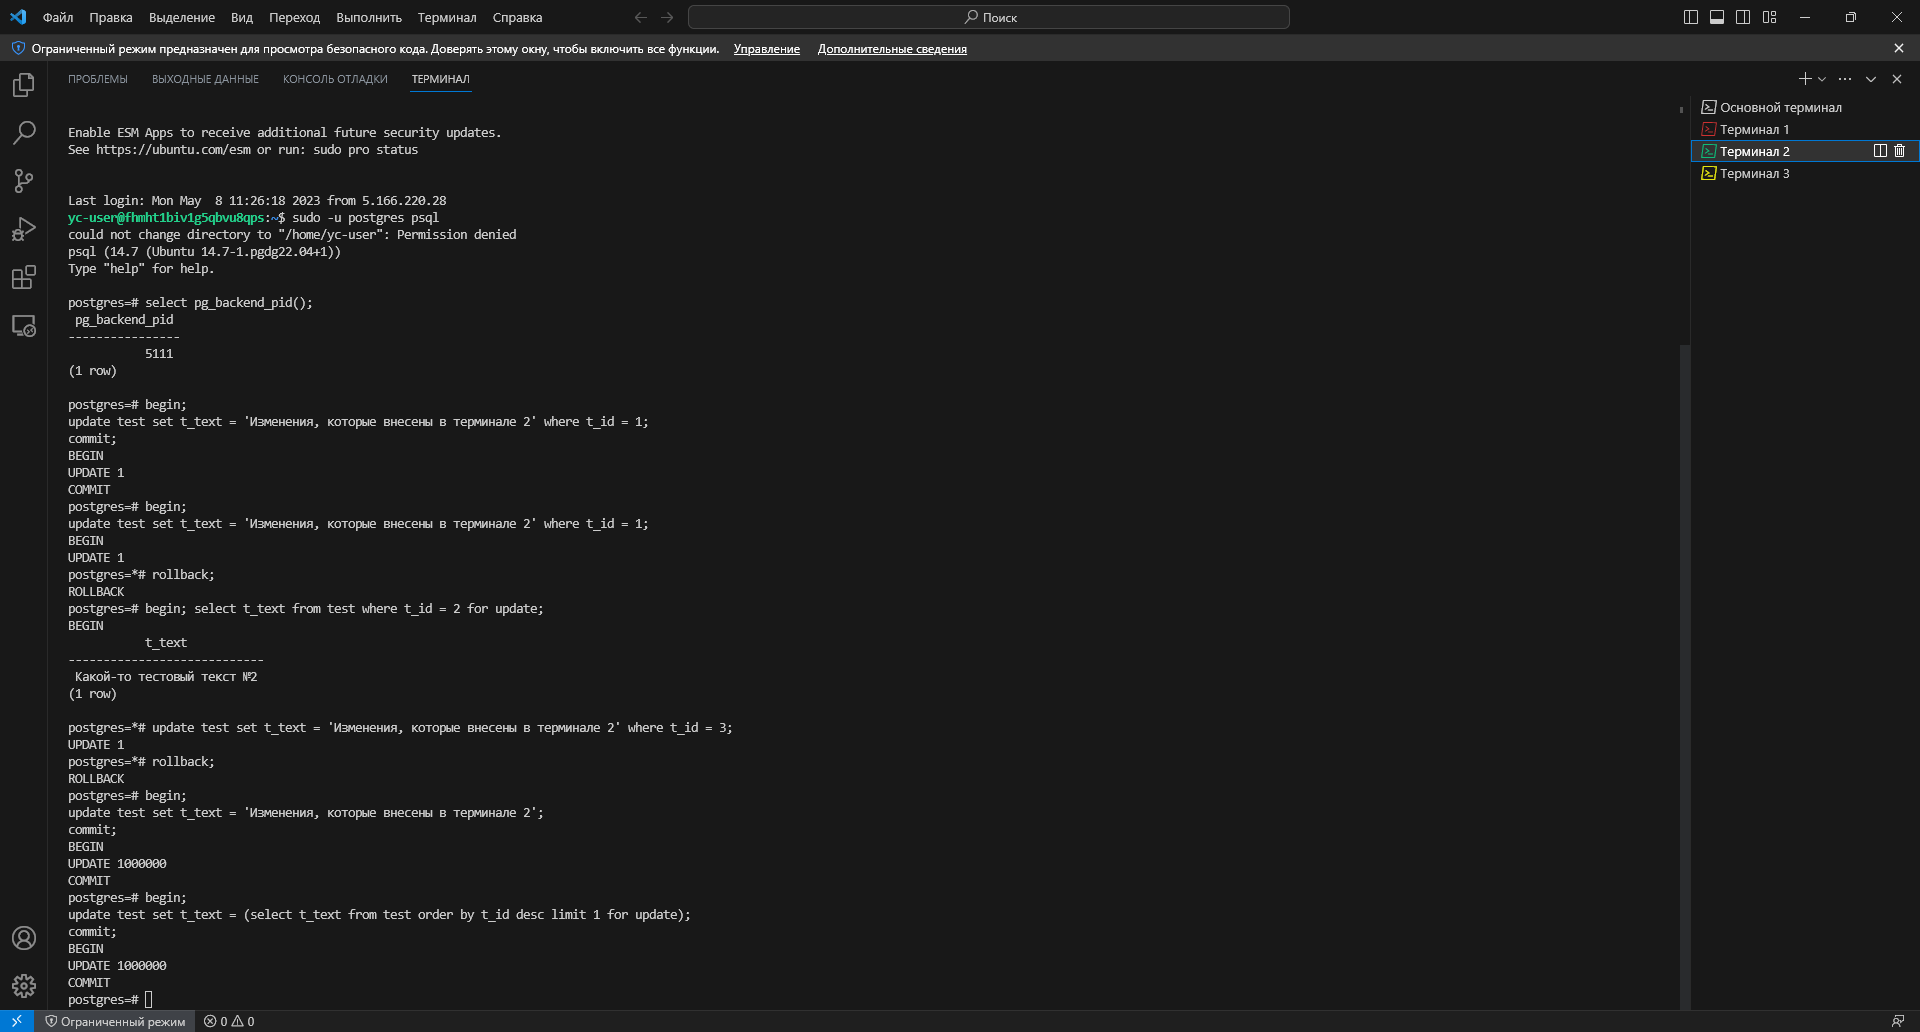 Файл Правка Выделение Вид Переход Выполнить Терминал Справка Поиск
Ограниченный режим предназначен для просмотра безопасного кода. Доверять этому окну, чтобы включить все функции. Управление Дополнительные сведения
ПРОБЛЕМЫ ВЫХОДНЫЕ ДАННЫЕ КОНСОЛЬ ОТЛАДКИ ТЕРМИНАЛ
Основной терминал
Терминал 1
Терминал 2
Терминал 3
Enable ESM Apps to receive additional future security updates.
See https://ubuntu.com/esm or run: sudo pro status
Last login: Mon May  8 11:26:18 2023 from 5.166.220.28
yc-user@fhmht1biv1g5qbvu8qps:~$ sudo -u postgres psql
could not change directory to "/home/yc-user": Permission denied
psql (14.7 (Ubuntu 14.7-1.pgdg22.04+1))
Type "help" for help.
postgres=# select pg_backend_pid();
pg_backend_pid
----------------
5111
(1 row)
postgres=# begin;
update test set t_text = 'Изменения, которые внесены в терминале 2' where t_id = 1;
commit;
BEGIN
UPDATE 1
COMMIT
postgres=# begin;
update test set t_text = 'Изменения, которые внесены в терминале 2' where t_id = 1;
BEGIN
UPDATE 1
postgres=*# rollback;
ROLLBACK
postgres=# begin; select t_text from test where t_id = 2 for update;
BEGIN
t_text
----------------------------
Какой-то тестовый текст №2
(1 row)
postgres=*# update test set t_text = 'Изменения, которые внесены в терминале 2' where t_id = 3;
UPDATE 1
postgres=*# rollback;
ROLLBACK
postgres=# begin;
update test set t_text = 'Изменения, которые внесены в терминале 2';
commit;
BEGIN
UPDATE 1000000
COMMIT
postgres=# begin;
update test set t_text = (select t_text from test order by t_id desc limit 1 for update);
commit;
BEGIN
UPDATE 1000000
COMMIT
postgres=#
Ограниченный режим 0 0